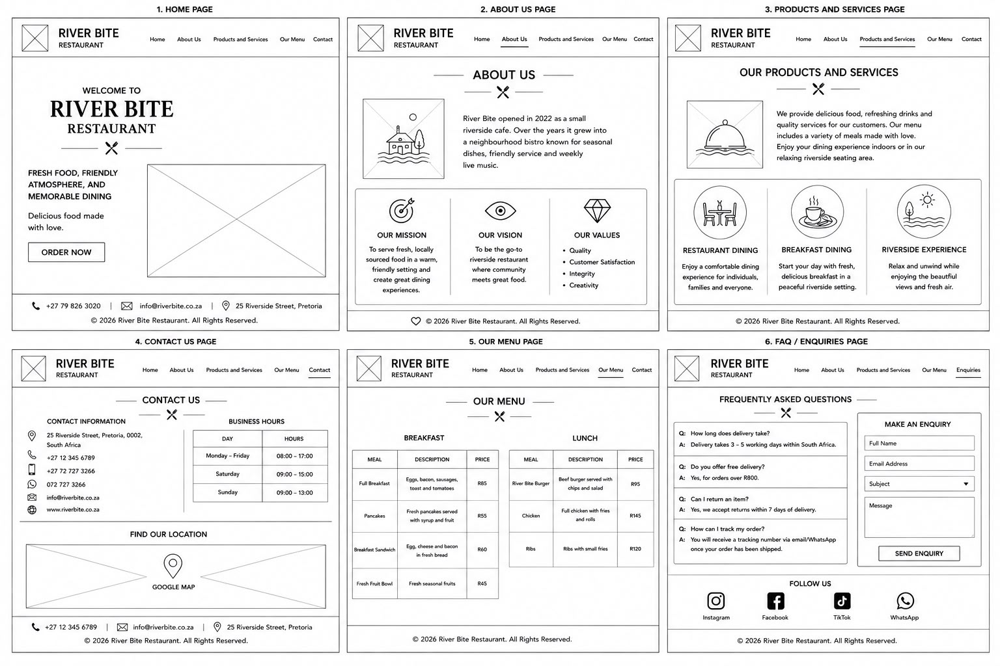 1. HOME PAGE
RIVER BITE
RESTAURANT
Home About Us Products and Services Our Menu Contact
WELCOME TO
RIVER BITE
RESTAURANT
FRESH FOOD, FRIENDLY
ATMOSPHERE, AND
MEMORABLE DINING
Delicious food made
with love.
ORDER NOW
+27 79 826 3020 | info@riverbite.co.za | 25 Riverside Street, Pretoria
© 2026 River Bite Restaurant. All Rights Reserved.
2. ABOUT US PAGE
RIVER BITE
RESTAURANT
Home About Us Products and Services Our Menu Contact
ABOUT US
River Bite opened in 2022 as a small
riverside cafe. Over the years it grew into
a neighbourhood bistro known for seasonal
dishes, friendly service and weekly
live music.
OUR MISSION
To serve fresh, locally
sourced food in a warm,
friendly setting and
create great dining
experiences.
OUR VISION
To be the go-to
riverside restaurant
where community
meets great food.
OUR VALUES
• Quality
• Customer Satisfaction
• Integrity
• Creativity
© 2026 River Bite Restaurant. All Rights Reserved.
3. PRODUCTS AND SERVICES PAGE
RIVER BITE
RESTAURANT
Home About Us Products and Services Our Menu Contact
OUR PRODUCTS AND SERVICES
We provide delicious food, refreshing drinks and
quality services for our customers. Our menu
includes a variety of meals made with love.
Enjoy your dining experience indoors or in our
relaxing riverside seating area.
RESTAURANT DINING
Enjoy a comfortable dining
experience for individuals,
families and everyone.
BREAKFAST DINING
Start your day with fresh,
delicious breakfast in a
peaceful riverside setting.
RIVERSIDE EXPERIENCE
Relax and unwind while
enjoying the beautful
views and fresh air.
© 2026 River Bite Restaurant. All Rights Reserved.
4. CONTACT US PAGE
RIVER BITE
RESTAURANT
Home About Us Products and Services Our Menu Contact
CONTACT US
CONTACT INFORMATION
25 Riverside Street, Pretoria, 0002,
South Africa
+27 12 345 6789
+27 72 727 3266
072 727 3266
info@riverbite.co.za
www.riverbite.co.za
BUSINESS HOURS
DAY HOURS
Monday – Friday 08:00 – 17:00
Saturday 09:00 – 15:00
Sunday 09:00 – 13:00
FIND OUR LOCATION
GOOGLE MAP
+27 12 345 6789 | info@riverbite.co.za | 25 Riverside Street, Pretoria
© 2026 River Bite Restaurant. All Rights Reserved.
5. OUR MENU PAGE
RIVER BITE
RESTAURANT
Home About Us Products and Services Our Menu Contact
OUR MENU
BREAKFAST
MEAL DESCRIPTION PRICE
Full Breakfast Eggs, bacon, sausages, toast and tomatoes R85
Pancakes Fresh pancakes served with syrup and fruit R55
Breakfast Sandwich Egg, cheese and bacon in fresh bread R60
Fresh Fruit Bowl Fresh seasonal fruits R45
LUNCH
MEAL DESCRIPTION PRICE
River Bite Burger Beef burger served with chips and salad R95
Chicken Full chicken with fries and rolls R145
Ribs Ribs with small fries R120
© 2026 River Bite Restaurant. All Rights Reserved.
6. FAQ / ENQUIRIES PAGE
RIVER BITE
RESTAURANT
Home About Us Products and Services Our Menu Enquiries
FREQUENTLY ASKED QUESTIONS
Q: How long does delivery take?
A: Delivery takes 3 – 5 working days within South Africa.
Q: Do you offer free delivery?
A: Yes, for orders over R800.
Q: Can I return an item?
A: Yes, we accept returns within 7 days of delivery.
Q: How can I track my order?
A: You will receive a tracking number via email/WhatsApp
once your order has been shipped.
MAKE AN ENQUIRY
Full Name
Email Address
Subject
Message
SEND ENQUIRY
FOLLOW US
Instagram Facebook TikTok WhatsApp
© 2026 River Bite Restaurant. All Rights Reserved.